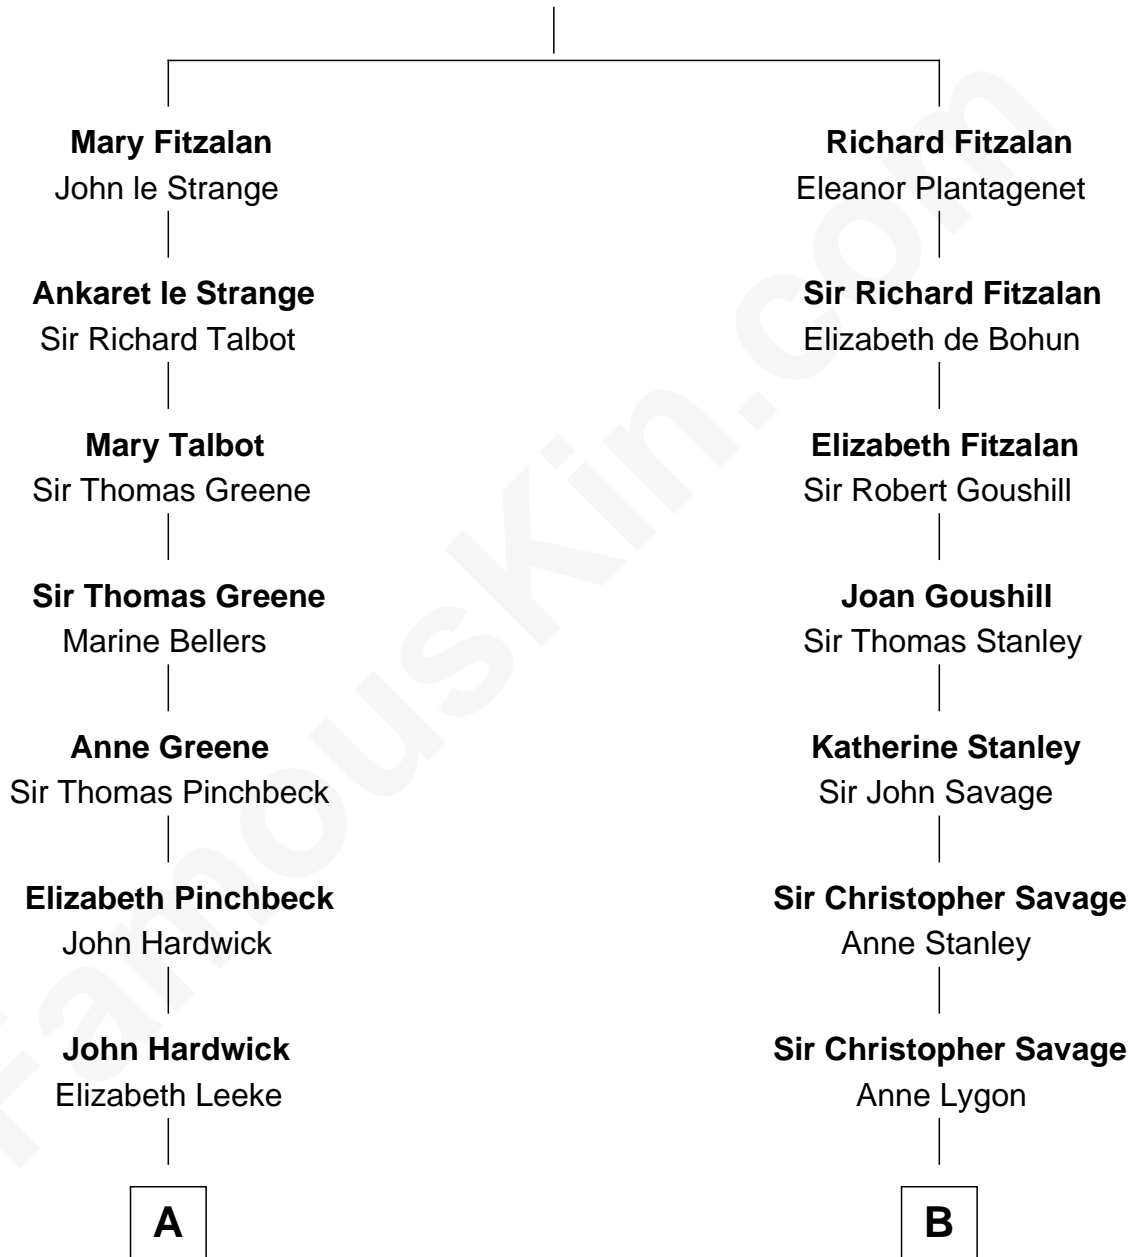 Mary Fitzalan
John le Strange
Richard Fitzalan
Eleanor Plantagenet
Ankaret le Strange
Sir Richard Talbot
Sir Richard Fitzalan
Elizabeth de Bohun
Mary Talbot
Sir Thomas Greene
Elizabeth Fitzalan
Sir Robert Goushill
Sir Thomas Greene
Marine Bellers
Joan Goushill
Sir Thomas Stanley
Anne Greene
Sir Thomas Pinchbeck
Katherine Stanley
Sir John Savage
Elizabeth Pinchbeck
John Hardwick
Sir Christopher Savage
Anne Stanley
John Hardwick
Elizabeth Leeke
Sir Christopher Savage
Anne Lygon
A
B
FamousKin.com